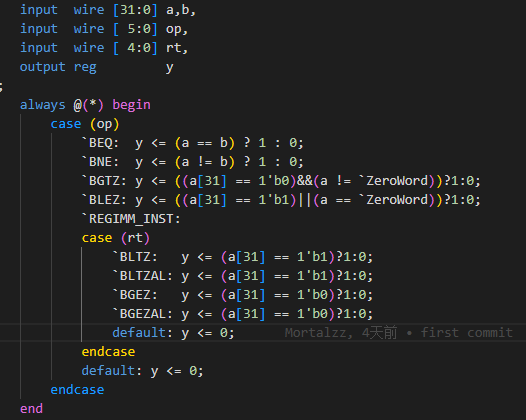 input  wire [31:0] a,b,
input  wire [ 5:0] op,
input  wire [ 4:0] rt,
output reg         y
;
always @(*) begin
    case (op)
        `BEQ:  y <= (a == b) ? 1 : 0;
        `BNE:  y <= (a != b) ? 1 : 0;
        `BGTZ: y <= ((a[31] == 1'b0)&&(a != `ZeroWord))?1:0;
        `BLEZ: y <= ((a[31] == 1'b1)||(a == `ZeroWord))?1:0;
        `REGIMM_INST:
        case (rt)
            `BLTZ:   y <= (a[31] == 1'b1)?1:0;
            `BLTZAL: y <= (a[31] == 1'b1)?1:0;
            `BGEZ:   y <= (a[31] == 1'b0)?1:0;
            `BGEZAL: y <= (a[31] == 1'b0)?1:0;
            default: y <= 0;      Mortalzz, 4天前 • first commit
        endcase
        default: y <= 0;
    endcase
end